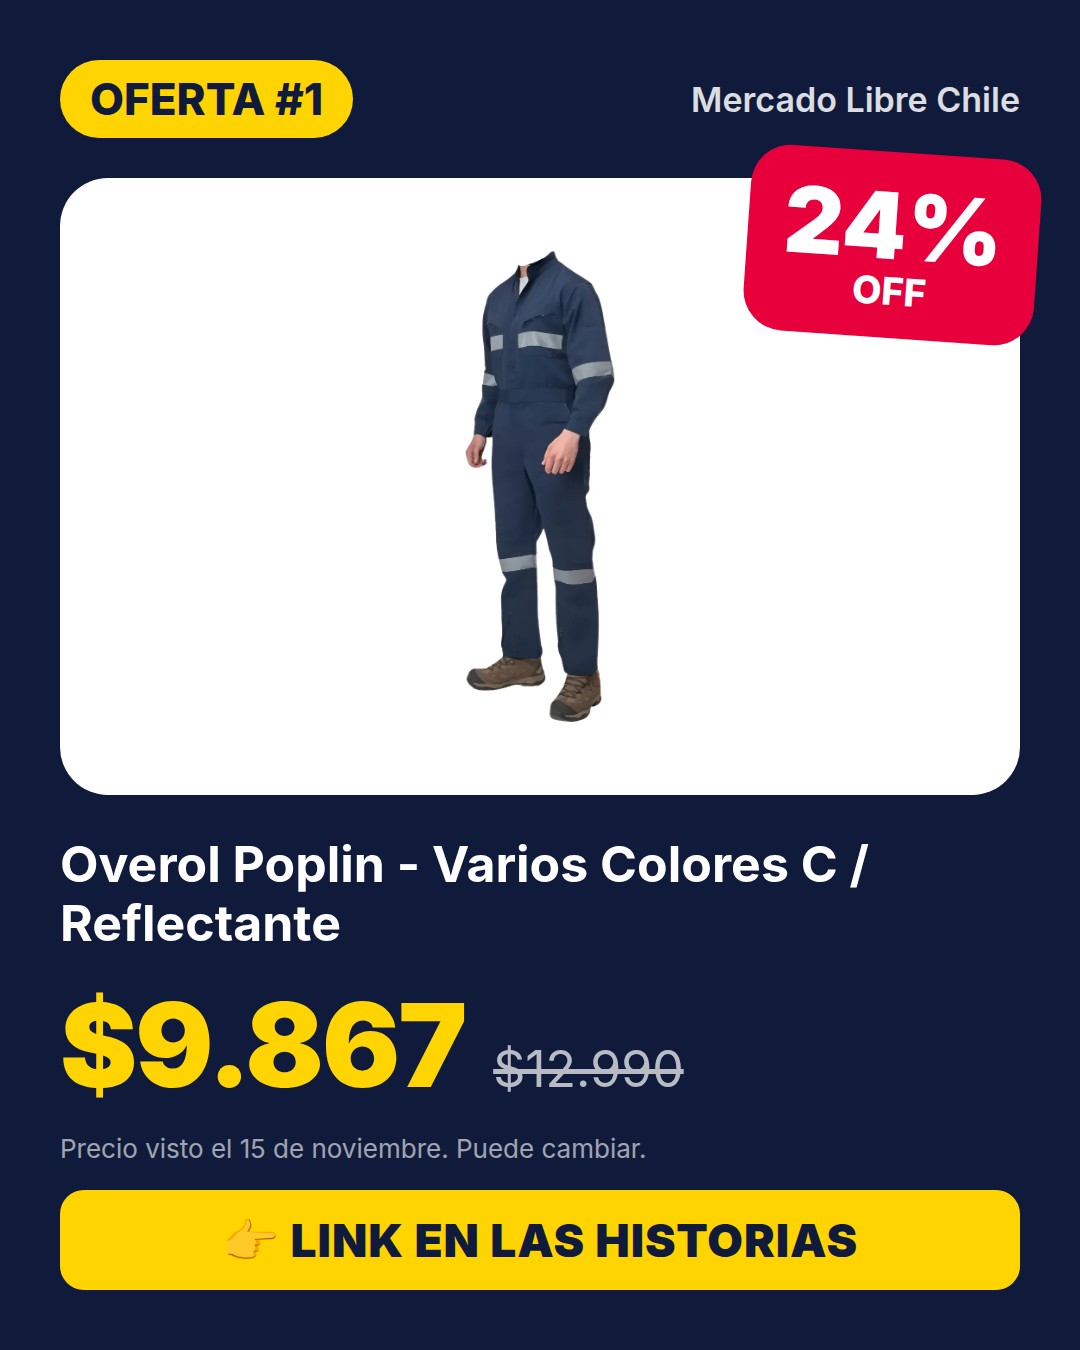 OFERTA #1
Mercado Libre Chile
24%
OFF
Overol Poplin - Varios Colores C /
Reflectante
$9.867 $12.990
Precio visto el 15 de noviembre. Puede cambiar.
👉 LINK EN LAS HISTORIAS